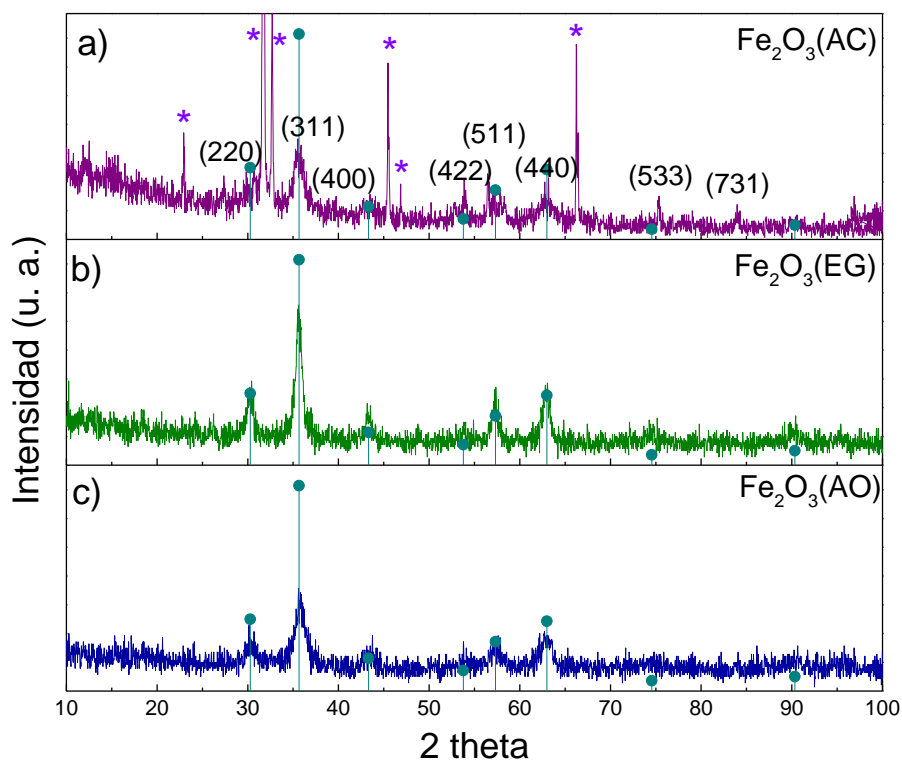 a)
Fe₂O₃(AC)
* * * * * *
(220)
(311)
(400)
(422)
(511)
(440)
(533)
(731)
b)
Fe₂O₃(EG)
c)
Fe₂O₃(AO)
Intensidad (u. a.)
10 20 30 40 50 60 70 80 90 100
2 theta